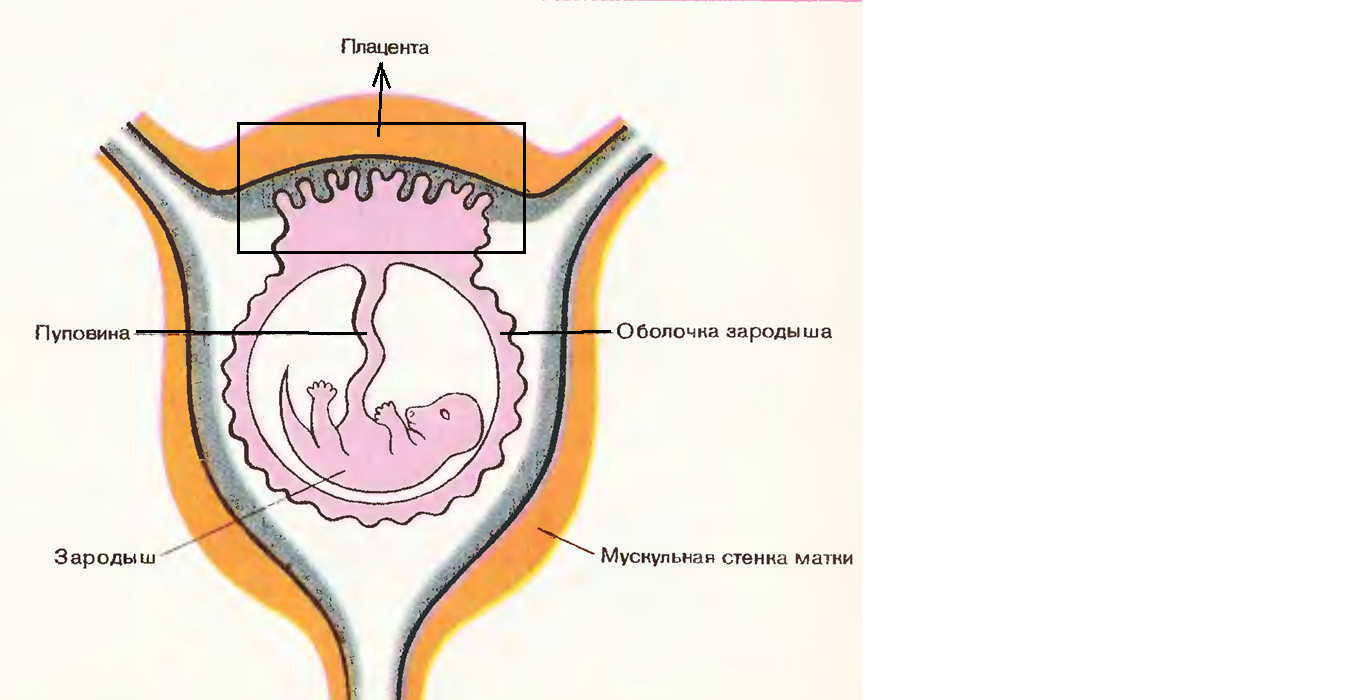 Плацента
Пуповина
Оболочка зародыша
Зародыш
Мускульная стенка матки